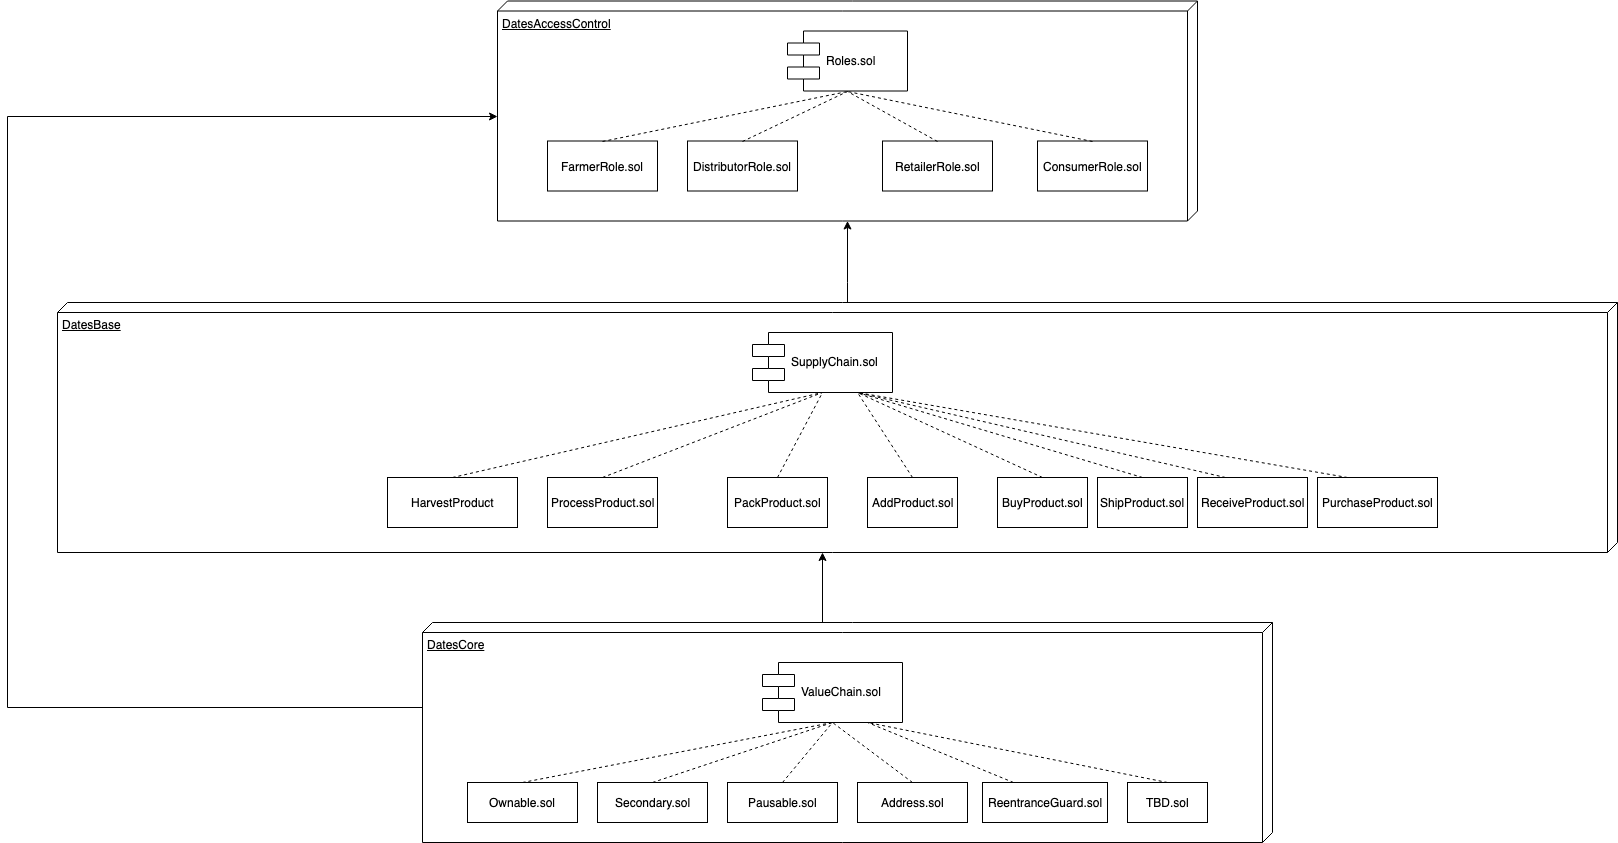 DatesAccessControl
Roles.sol
FarmerRole.sol
DistributorRole.sol
RetailerRole.sol
ConsumerRole.sol
DatesBase
SupplyChain.sol
HarvestProduct
ProcessProduct.sol
PackProduct.sol
AddProduct.sol
BuyProduct.sol
ShipProduct.sol
ReceiveProduct.sol
PurchaseProduct.sol
DatesCore
ValueChain.sol
Ownable.sol
Secondary.sol
Pausable.sol
Address.sol
ReentranceGuard.sol
TBD.sol